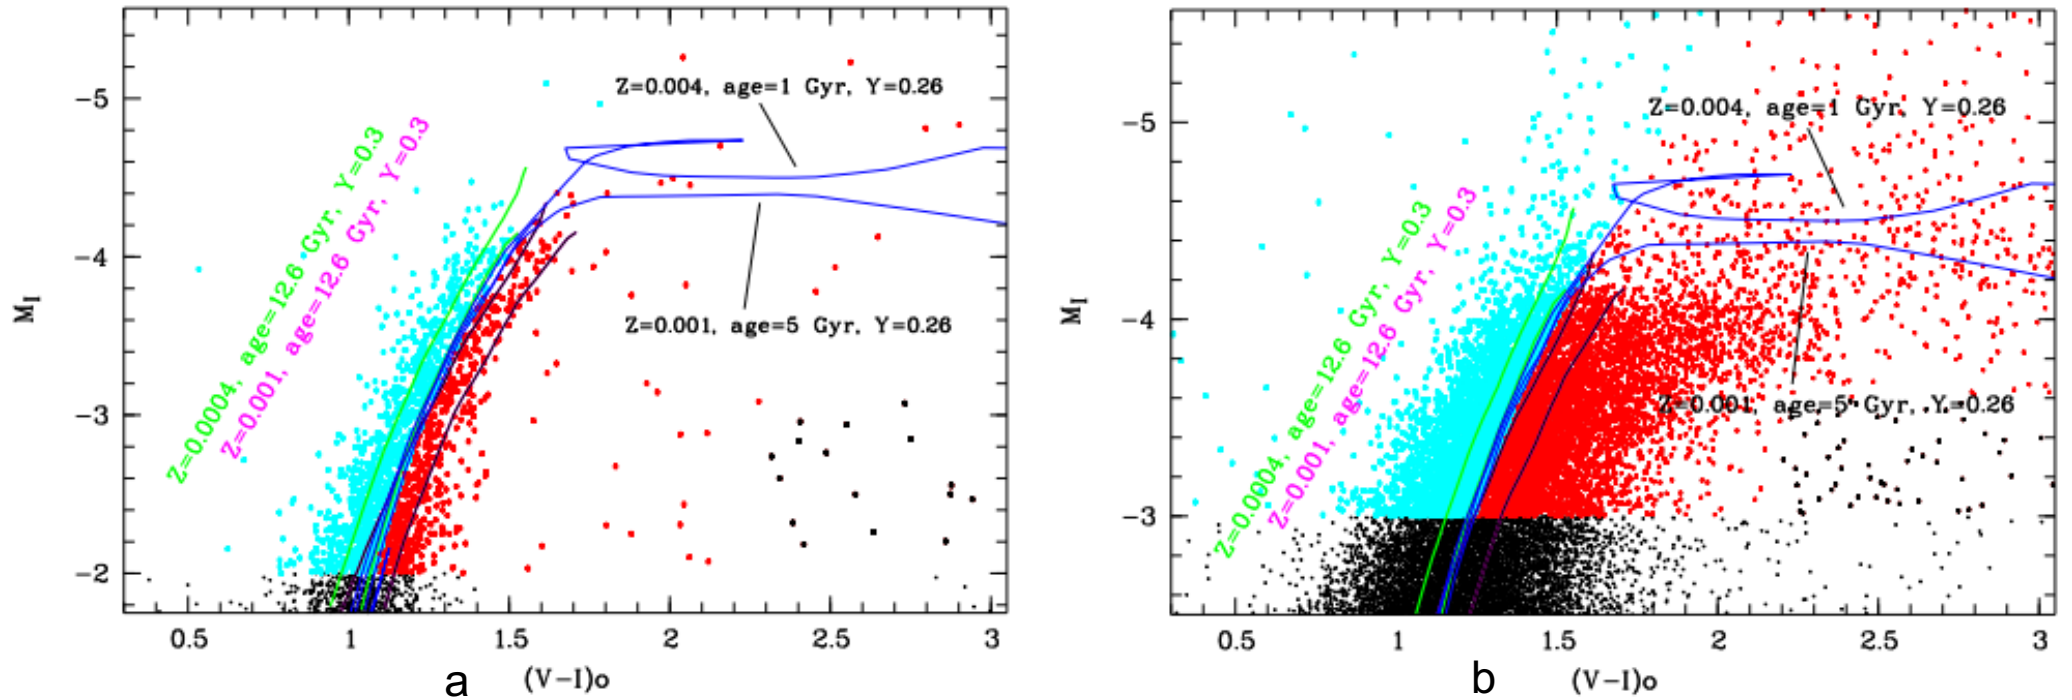 Z=0.004, age=1 Gyr, Y=0.26
Z=0.0004, age=12.6 Gyr, Y=0.3
Z=0.001, age=12.6 Gyr, Y=0.3
Z=0.001, age=5 Gyr, Y=0.26
M_I
-5
-4
-3
-2
0.5 1 1.5 2 2.5 3
(V-I)o
a
Z=0.004, age=1 Gyr, Y=0.26
Z=0.0004, age=12.6 Gyr, Y=0.3
Z=0.001, age=12.6 Gyr, Y=0.3
Z=0.001, age=5 Gyr, Y=0.26
M_I
-5
-4
-3
0.5 1 1.5 2 2.5 3
(V-I)o
b